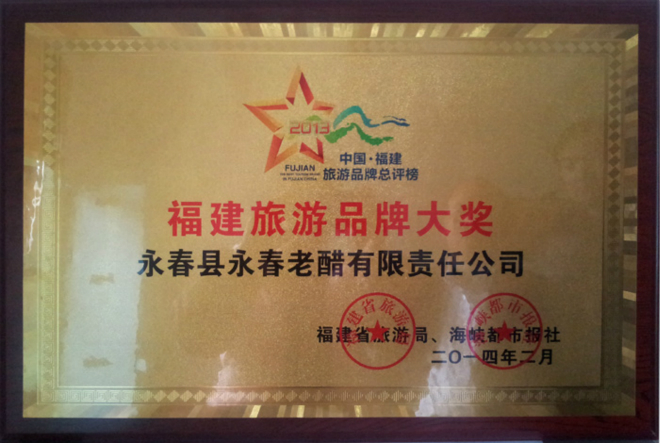 2013
FUJIAN
中国·福建
旅游品牌总评榜
福建旅游品牌大奖
永春县永春老醋有限责任公司
福建省旅游局、海峡都市报社
二〇一四年二月